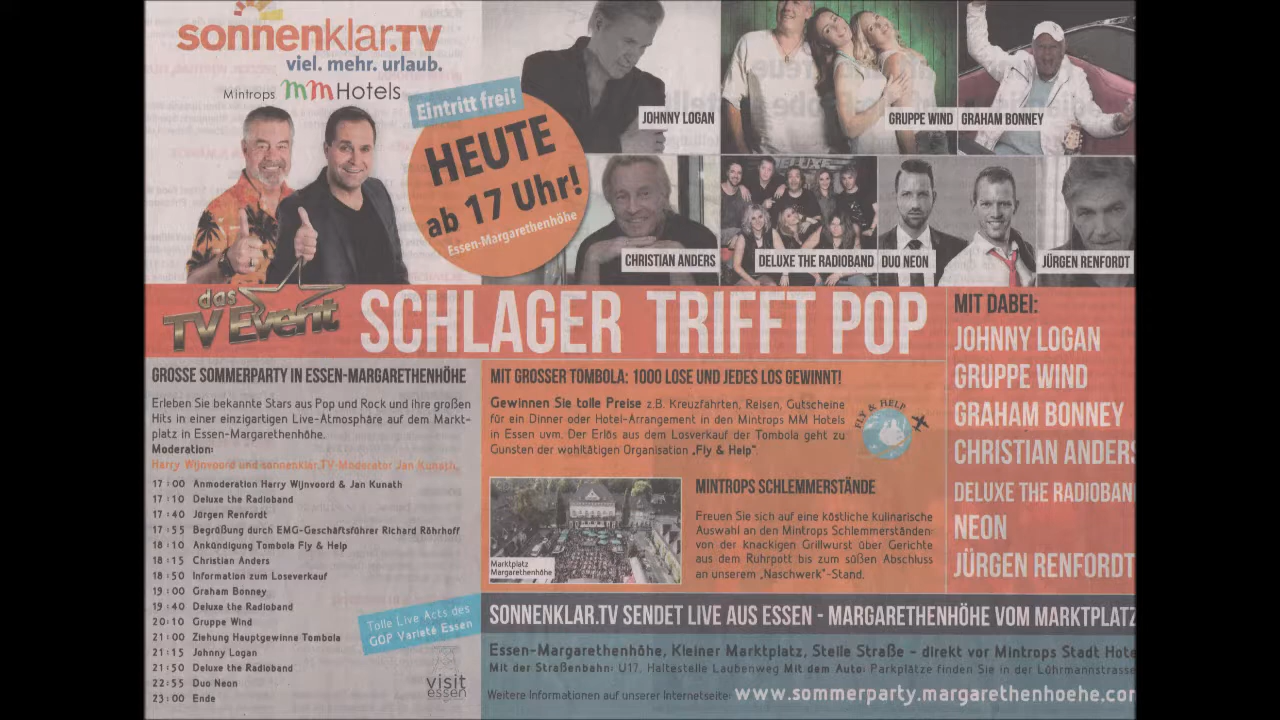 sonnenklar.TV
viel. mehr. urlaub.
Mintrops MM Hotels
Eintritt frei!
HEUTE
ab 17 Uhr!
Essen-Margarethenhöhe
JOHNNY LOGAN
GRUPPE WIND
GRAHAM BONNEY
CHRISTIAN ANDERS
DELUXE
DELUXE THE RADIOBAND
DUO NEON
JÜRGEN RENFORDT
das
TV Event
SCHLAGER TRIFFT POP
GROSSE SOMMERPARTY IN ESSEN-MARGARETHENHÖHE
Erleben Sie bekannte Stars aus Pop und Rock und ihre großen
Hits in einer einzigartigen Live-Atmosphäre auf dem Markt-
platz in Essen-Margarethenhöhe.
Moderation:
Harry Wijnvoord und sonnenklar.TV-Moderator Jan Kunath.
17:00 Anmoderation Harry Wijnvoord & Jan Kunath
17:10 Deluxe the Radioband
17:40 Jürgen Renfordt
17:55 Begrüßung durch EMG-Geschäftsführer Richard Röhrhoff
18:10 Ankündigung Tombola Fly & Help
18:15 Christian Anders
18:50 Information zum Loseverkauf
19:00 Graham Bonney
19:40 Deluxe the Radioband
20:10 Gruppe Wind
21:00 Ziehung Hauptgewinne Tombola
21:15 Johnny Logan
21:50 Deluxe the Radioband
22:55 Duo Neon
23:00 Ende
Tolle Live Acts des
GOP Varieté Essen
visit
essen
MIT GROSSER TOMBOLA: 1000 LOSE UND JEDES LOS GEWINNT!
Gewinnen Sie tolle Preise z.B. Kreuzfahrten, Reisen, Gutscheine
für ein Dinner oder Hotel-Arrangement in den Mintrops MM Hotels
in Essen uvm. Der Erlös aus dem Losverkauf der Tombola geht zu
Gunsten der wohltätigen Organisation „Fly & Help".
FLY & HELP
Marktplatz
Margarethenhöhe
MINTROPS SCHLEMMERSTÄNDE
Freuen Sie sich auf eine köstliche kulinarische
Auswahl an den Mintrops Schlemmerständen:
von der knackigen Grillwurst über Gerichte
aus dem Ruhrpott bis zum süßen Abschluss
an unserem „Naschwerk"-Stand.
MIT DABEI:
JOHNNY LOGAN
GRUPPE WIND
GRAHAM BONNEY
CHRISTIAN ANDERS
DELUXE THE RADIOBAN
NEON
JÜRGEN RENFORDT
SONNENKLAR.TV SENDET LIVE AUS ESSEN - MARGARETHENHÖHE VOM MARKTPLATZ
Essen-Margarethenhöhe, Kleiner Marktplatz, Steile Straße - direkt vor Mintrops Stadt Hote
Mit der Straßenbahn: U17, Haltestelle Laubenweg Mit dem Auto: Parkplätze finden Sie in der Lührmannstrasse
Weitere Informationen auf unserer Internetseite: www.sommerparty.margarethenhoehe.com